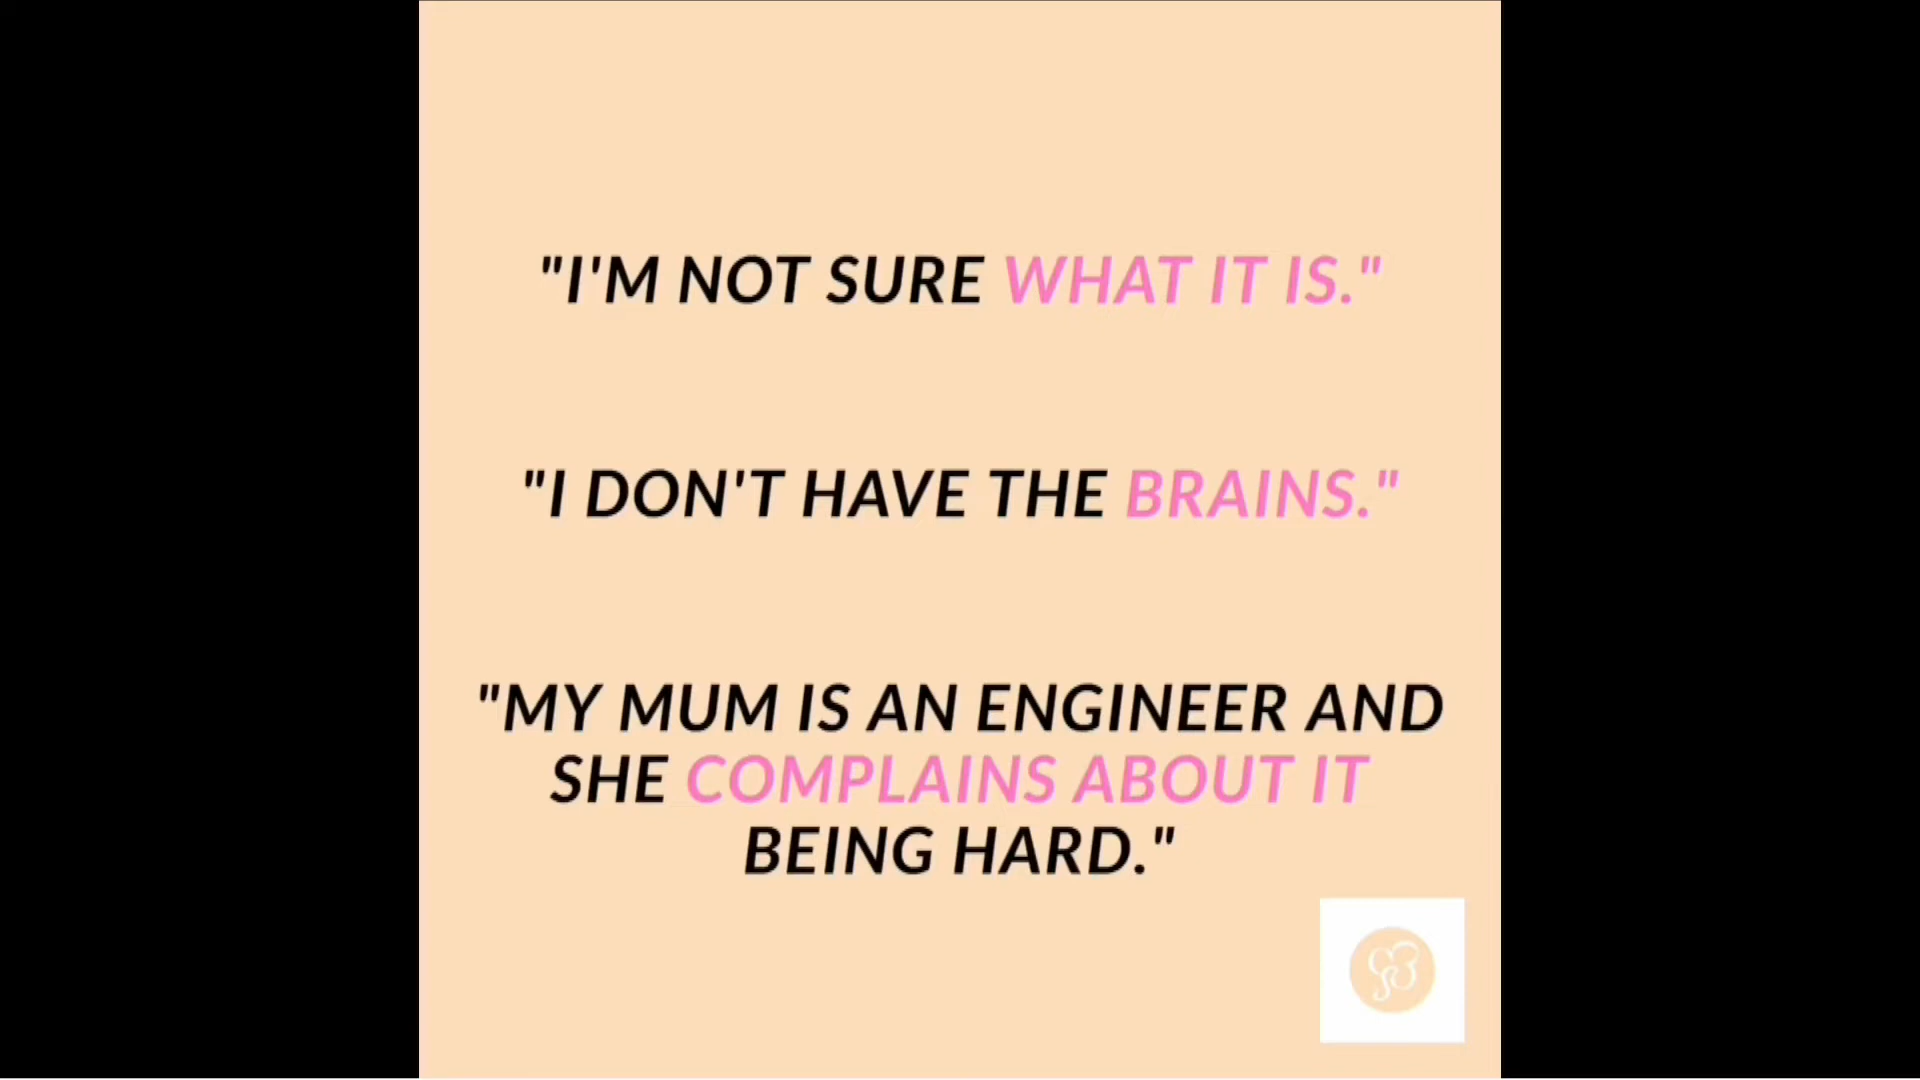 "I'M NOT SURE WHAT IT IS."
"I DON'T HAVE THE BRAINS."
"MY MUM IS AN ENGINEER AND
SHE COMPLAINS ABOUT IT
BEING HARD."